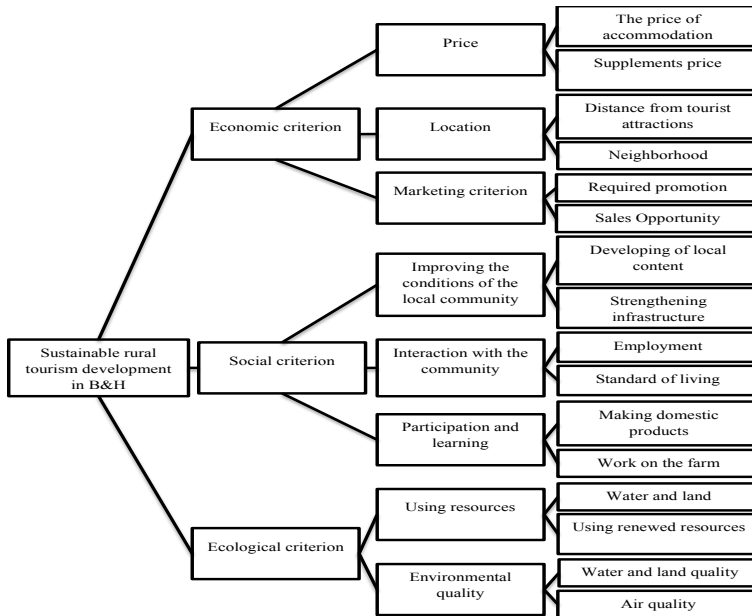 Sustainable rural
tourism development
in B&H
Economic criterion
Price
The price of
accommodation
Supplements price
Location
Distance from tourist
attractions
Neighborhood
Marketing criterion
Required promotion
Sales Opportunity
Social criterion
Improving the
conditions of the
local community
Developing of local
content
Strengthening
infrastructure
Interaction with the
community
Employment
Standard of living
Participation and
learning
Making domestic
products
Work on the farm
Ecological criterion
Using resources
Water and land
Using renewed resources
Environmental
quality
Water and land quality
Air quality